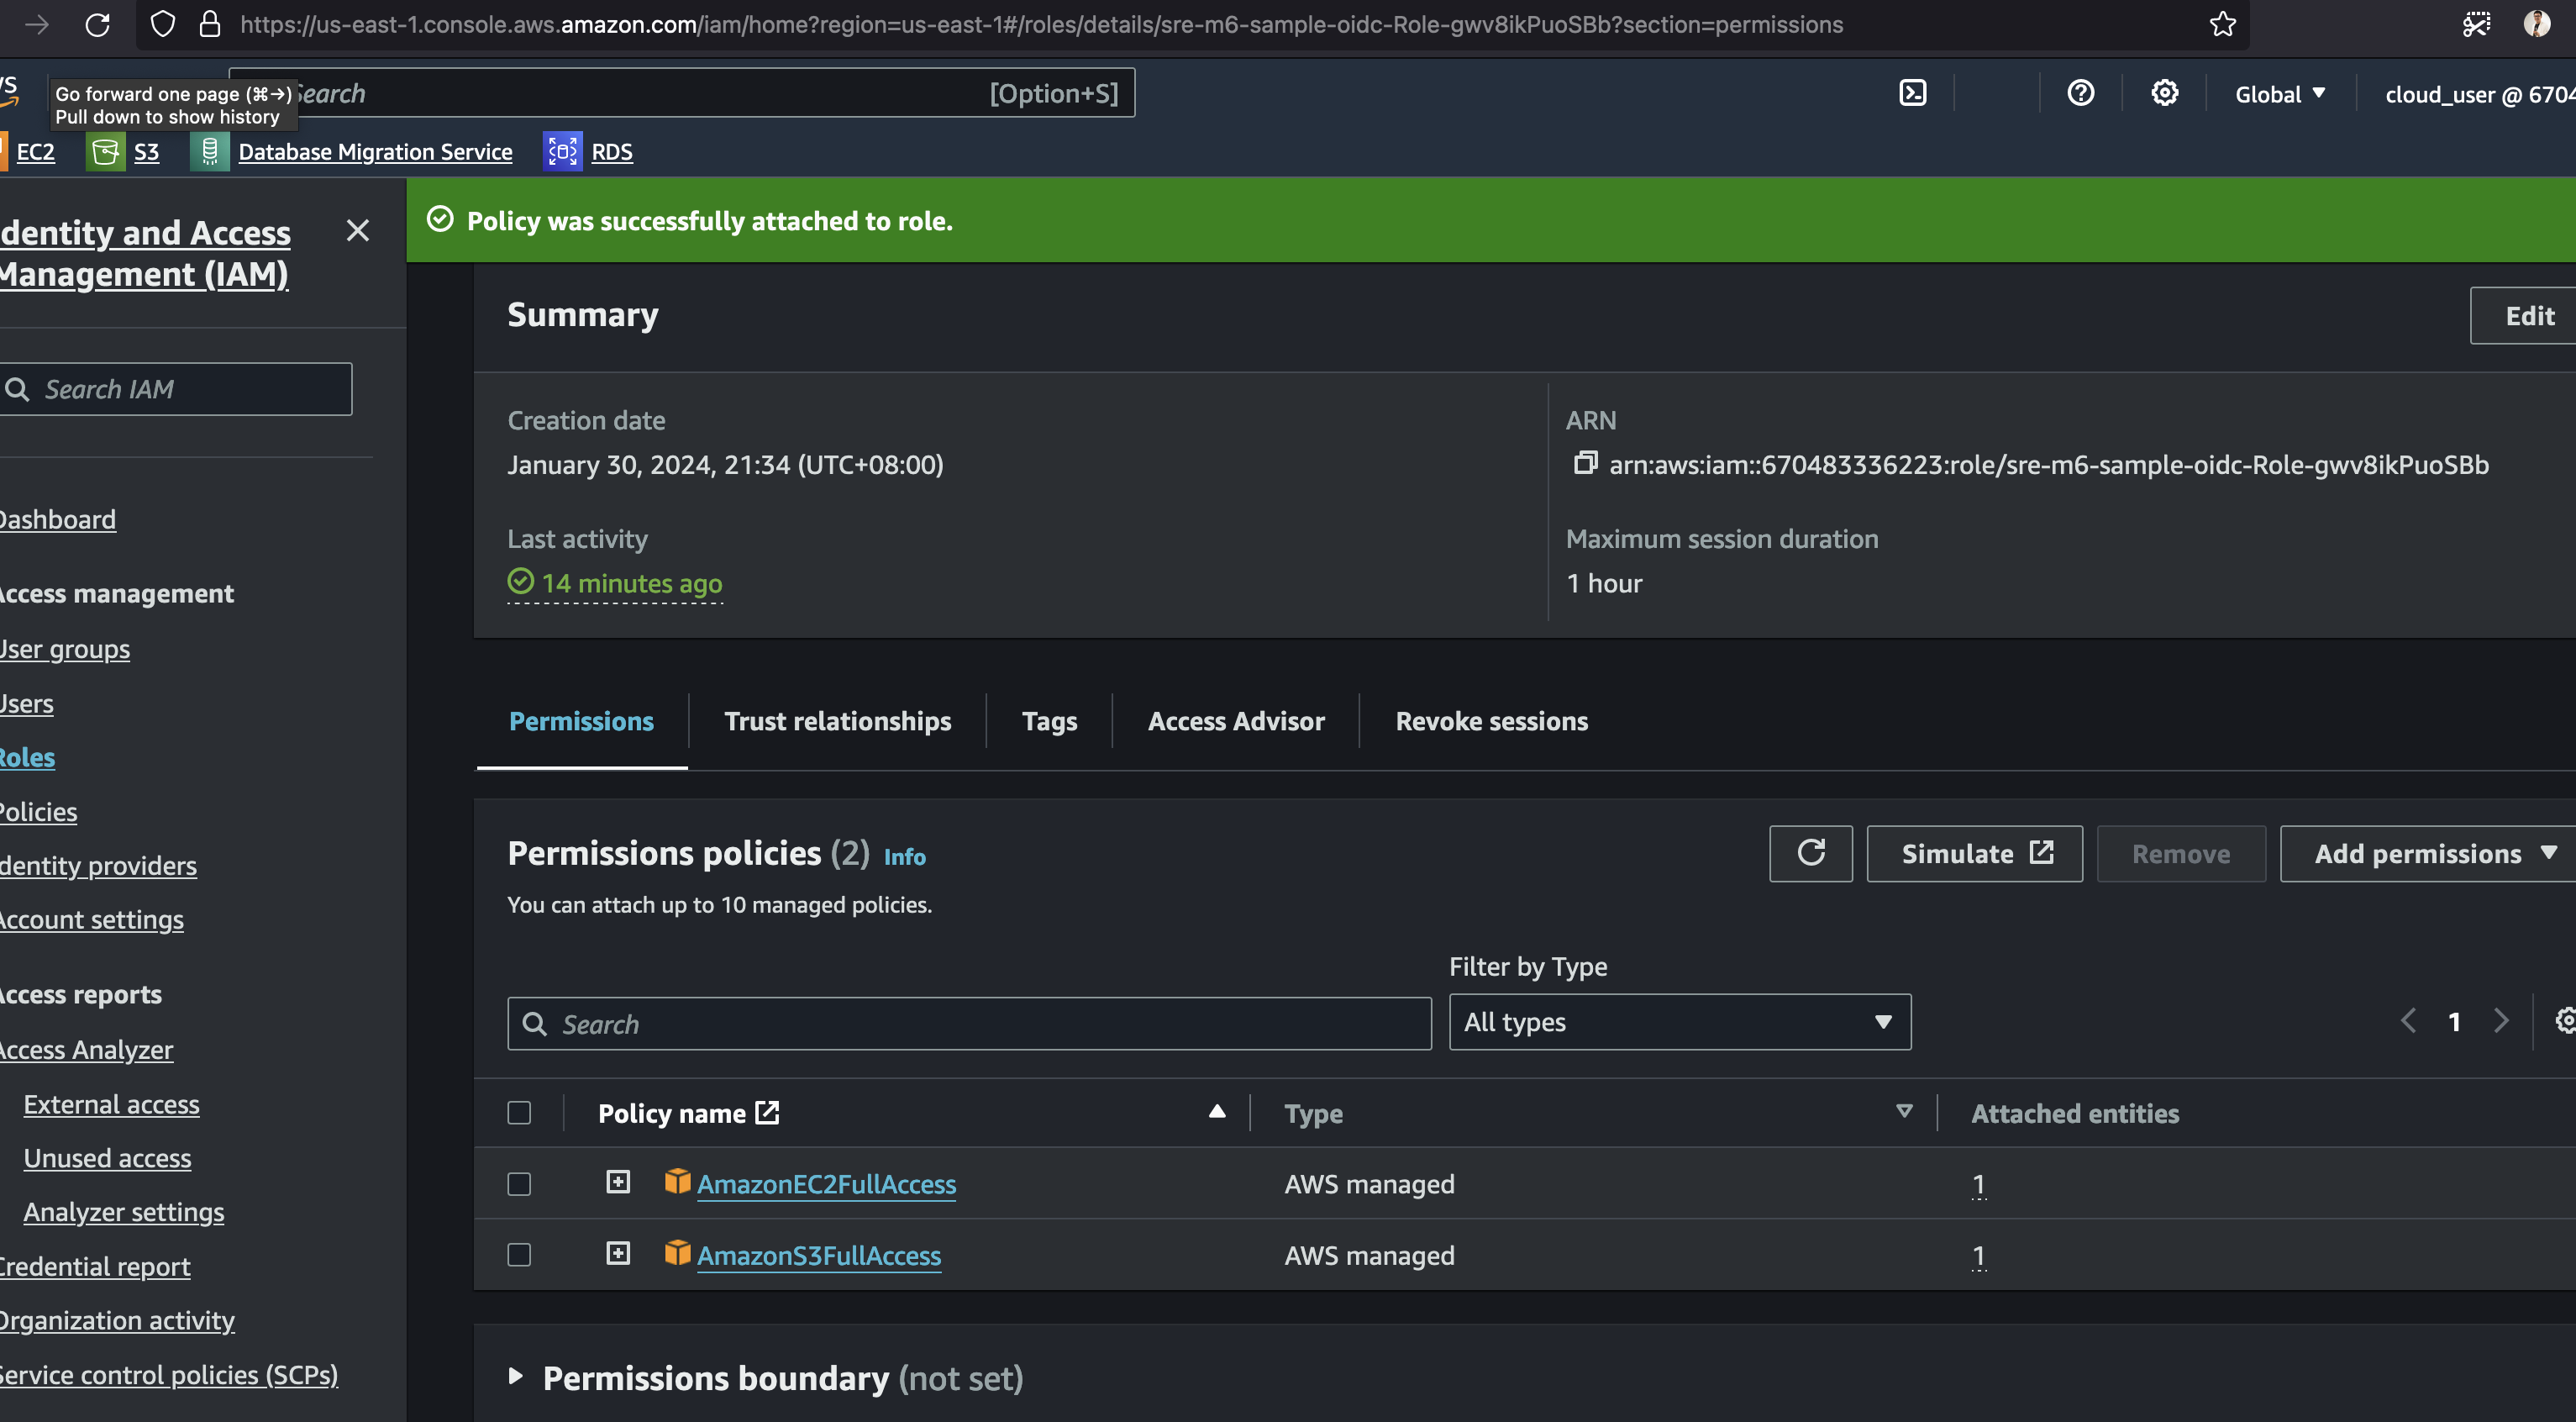 https://us-east-1.console.aws.amazon.com/iam/home?region=us-east-1#/roles/details/sre-m6-sample-oidc-Role-gwv8ikPuoSBb?section=permissions
Go forward one page (⌘→)
Pull down to show history
Search
[Option+S]
Global
cloud_user @ 6704
EC2
S3
Database Migration Service
RDS
dentity and Access
Management (IAM)
Search IAM
Dashboard
Access management
User groups
Users
Roles
Policies
dentity providers
Account settings
Access reports
Access Analyzer
External access
Unused access
Analyzer settings
Credential report
Organization activity
Service control policies (SCPs)
Policy was successfully attached to role.
Summary
Edit
Creation date
January 30, 2024, 21:34 (UTC+08:00)
ARN
arn:aws:iam::670483336223:role/sre-m6-sample-oidc-Role-gwv8ikPuoSBb
Last activity
14 minutes ago
Maximum session duration
1 hour
Permissions
Trust relationships
Tags
Access Advisor
Revoke sessions
Permissions policies (2) Info
Simulate
Remove
Add permissions
You can attach up to 10 managed policies.
Filter by Type
Search
All types
1
Policy name
Type
Attached entities
AmazonEC2FullAccess
AWS managed
1
AmazonS3FullAccess
AWS managed
1
Permissions boundary (not set)